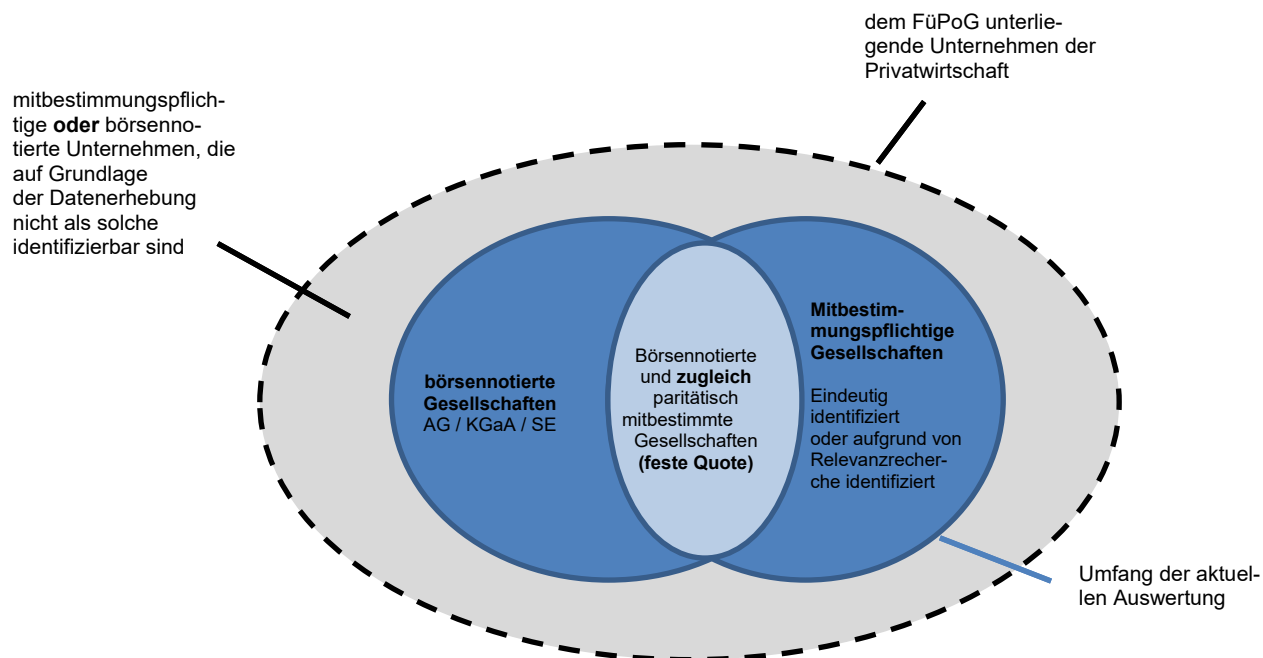 dem FüPoG unterlie-
gende Unternehmen der
Privatwirtschaft
mitbestimmungspflich-
tige oder börsenno-
tierte Unternehmen, die
auf Grundlage
der Datenerhebung
nicht als solche
identifizierbar sind
börsennotierte
Gesellschaften
AG / KGaA / SE
Börsennotierte
und zugleich
paritätisch
mitbestimmte
Gesellschaften
(feste Quote)
Mitbestim-
mungspflichtige
Gesellschaften
Eindeutig
identifiziert
oder aufgrund von
Relevanzrecher-
che identifiziert
Umfang der aktuel-
len Auswertung